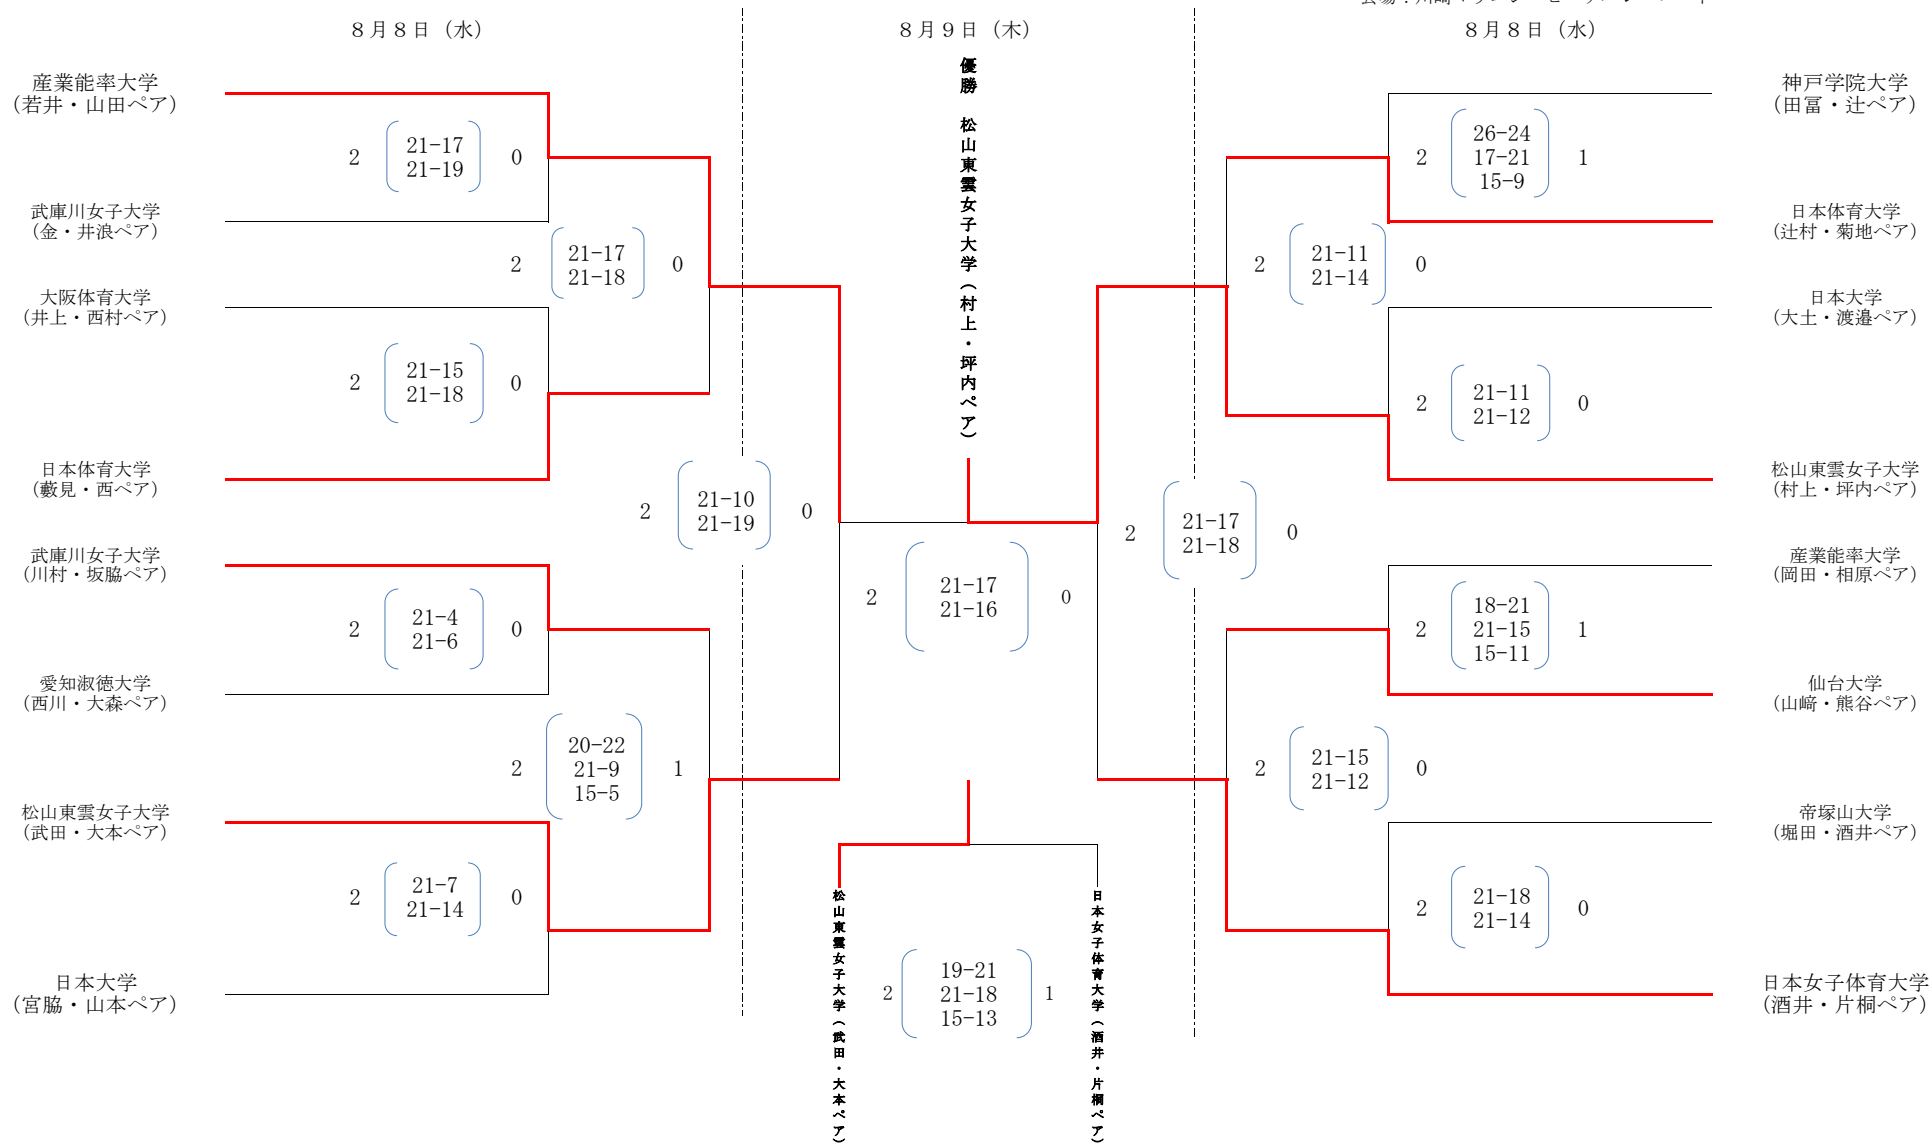 8月8日（水）
8月9日（木）
8月8日（水）
優勝　松山東雲女子大学（村上・坪内ペア）
産業能率大学
（若井・山田ペア）
2
21-17
21-19
0
武庫川女子大学
（金・井浪ペア）
2
21-17
21-18
0
大阪体育大学
（井上・西村ペア）
2
21-15
21-18
0
日本体育大学
（藪見・西ペア）
2
21-10
21-19
0
武庫川女子大学
（川村・坂脇ペア）
2
21-4
21-6
0
愛知淑徳大学
（西川・大森ペア）
2
20-22
21-9
15-5
1
松山東雲女子大学
（武田・大本ペア）
2
21-7
21-14
0
日本大学
（宮脇・山本ペア）
2
21-17
21-16
0
松山東雲女子大学（武田・大本ペア）
2
19-21
21-18
15-13
1
日本女子体育大学（酒井・片桐ペア）
神戸学院大学
（田冨・辻ペア）
2
26-24
17-21
15-9
1
日本体育大学
（辻村・菊地ペア）
2
21-11
21-14
0
日本大学
（大土・渡邉ペア）
2
21-11
21-12
0
松山東雲女子大学
（村上・坪内ペア）
2
21-17
21-18
0
産業能率大学
（岡田・相原ペア）
2
18-21
21-15
15-11
1
仙台大学
（山﨑・熊谷ペア）
2
21-15
21-12
0
帝塚山大学
（堀田・酒井ペア）
2
21-18
21-14
0
日本女子体育大学
（酒井・片桐ペア）